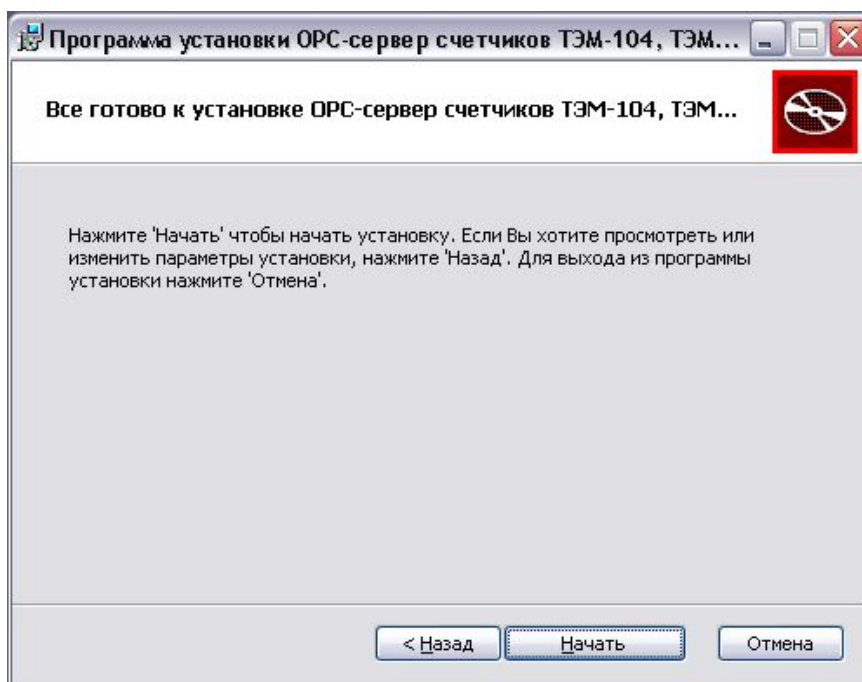 Программа установки OPC-сервер счетчиков ТЭМ-104, ТЭМ...
Все готово к установке OPC-сервер счетчиков ТЭМ-104, ТЭМ...
Нажмите 'Начать' чтобы начать установку. Если Вы хотите просмотреть или
изменить параметры установки, нажмите 'Назад'. Для выхода из программы
установки нажмите 'Отмена'.
< Назад
Начать
Отмена